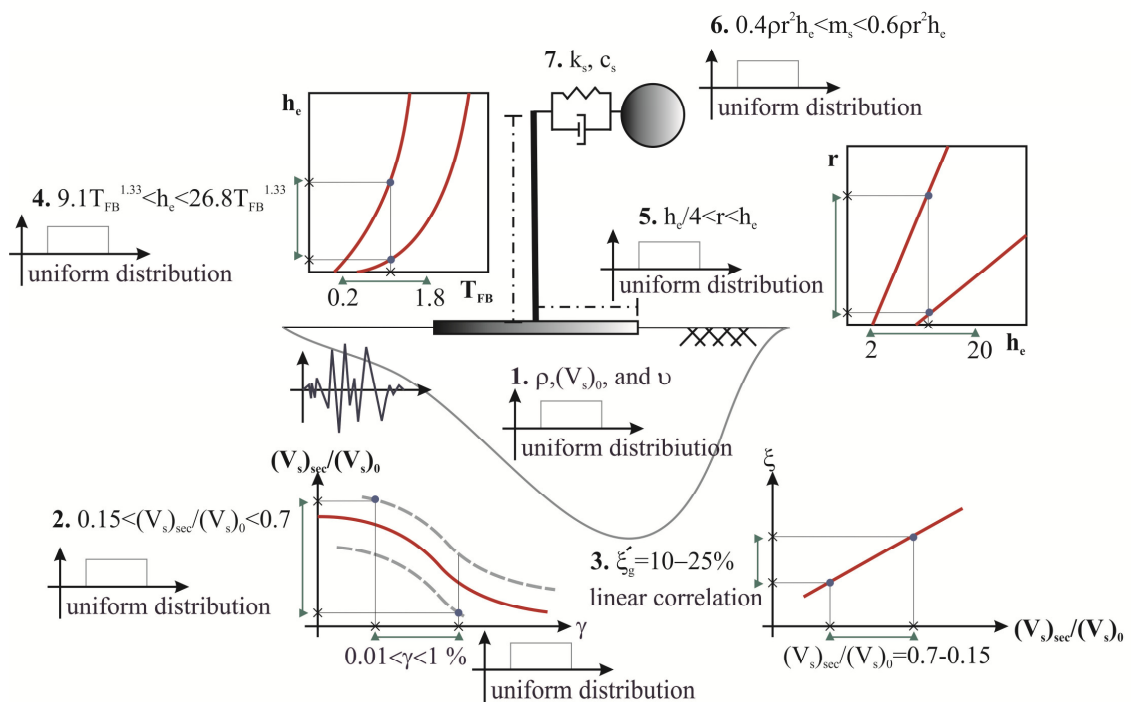 6. 0.4ρr²hₑ<mₛ<0.6ρr²hₑ
uniform distribution
7. kₛ, cₛ
hₑ
4. 9.1T_FB^1.33<hₑ<26.8T_FB^1.33
uniform distribution
0.2 1.8 T_FB
5. hₑ/4<r<hₑ
uniform distribution
r
2 20
hₑ
1. ρ,(Vₛ)₀, and υ
uniform distribiution
(Vₛ)sec/(Vₛ)₀
2. 0.15<(Vₛ)sec/(Vₛ)₀<0.7
uniform distribution
γ
0.01<γ<1 %
uniform distribution
3. ξ´g=10–25%
linear correlation
ξ
(Vₛ)sec/(Vₛ)₀
(Vₛ)sec/(Vₛ)₀=0.7-0.15